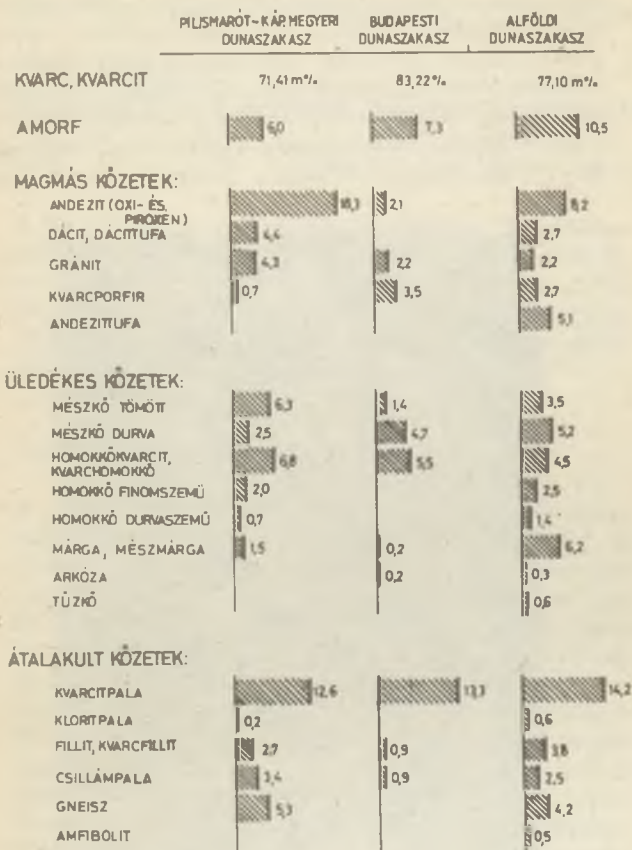 PILISMARÓT-KÁP. MEGYERI BUDAPESTI ALFÖLDI
DUNASZAKASZ DUNASZAKASZ DUNASZAKASZ
KVARC, KVARCIT 71,41 m% 83,22 % 77,10 m%
AMORF 6,0 7,3 10,5
MAGMÁS KŐZETEK:
ANDEZIT (OXI- ÉS 18,3 2,1 8,2
PIROXEN)
DÁCIT, DÁCITTUFA 4,4 2,7
GRÁNIT 4,3 2,2 2,2
KVARCPORFIR 0,7 3,5 2,7
ANDEZITTUFA 5,1
ÜLEDÉKES KŐZETEK:
MÉSZKŐ TÖMÖTT 6,3 1,4 3,5
MÉSZKŐ DURVA 2,5 4,7 5,2
HOMOKKŐKVARCIT, 6,8 5,5 4,5
KVARCHOMOKKŐ
HOMOKKŐ FINOMSZEMŰ 2,0 2,5
HOMOKKŐ DURVASZEMŰ 0,7 1,4
MÁRGA, MÉSZMÁRGA 1,5 0,2 6,2
ARKÓZA 0,2 0,3
TŰZKŐ 0,6
ÁTALAKULT KŐZETEK:
KVARCITPALA 12,6 13,3 14,2
KLORITPALA 0,2 0,6
FILLIT, KVARCFILLIT 2,7 0,9 3,8
CSILLÁMPALA 3,4 0,9 2,5
GNEISZ 5,3 4,2
AMFIBOLIT 0,5